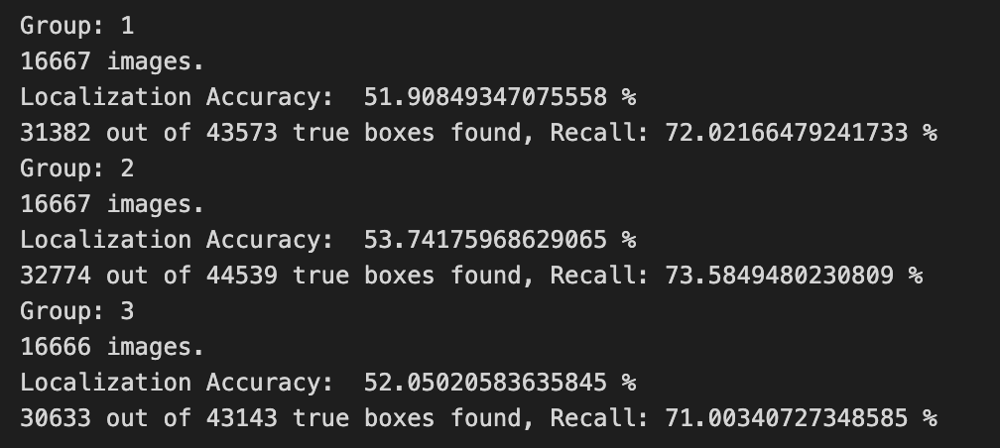 Group: 1
16667 images.
Localization Accuracy:  51.90849347075558 %
31382 out of 43573 true boxes found, Recall: 72.02166479241733 %
Group: 2
16667 images.
Localization Accuracy:  53.74175968629065 %
32774 out of 44539 true boxes found, Recall: 73.5849480230809 %
Group: 3
16666 images.
Localization Accuracy:  52.05020583635845 %
30633 out of 43143 true boxes found, Recall: 71.00340727348585 %